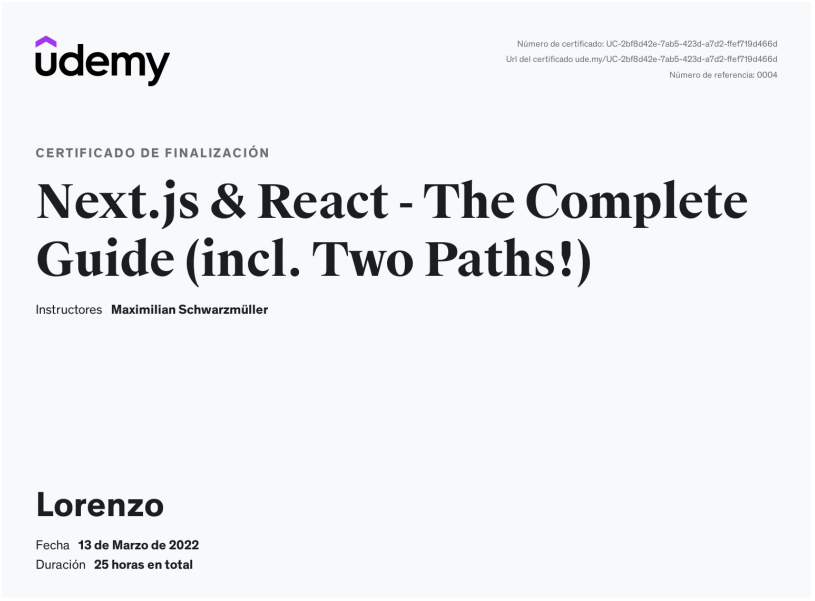 udemy
Número de certificado: UC-2bf8d42e-7ab5-423d-a7d2-ffef719d466d
Url del certificado ude.my/UC-2bf8d42e-7ab5-423d-a7d2-ffef719d466d
Número de referencia: 0004
CERTIFICADO DE FINALIZACIÓN
Next.js & React - The Complete
Guide (incl. Two Paths!)
Instructores Maximilian Schwarzmüller
Lorenzo
Fecha 13 de Marzo de 2022
Duración 25 horas en total